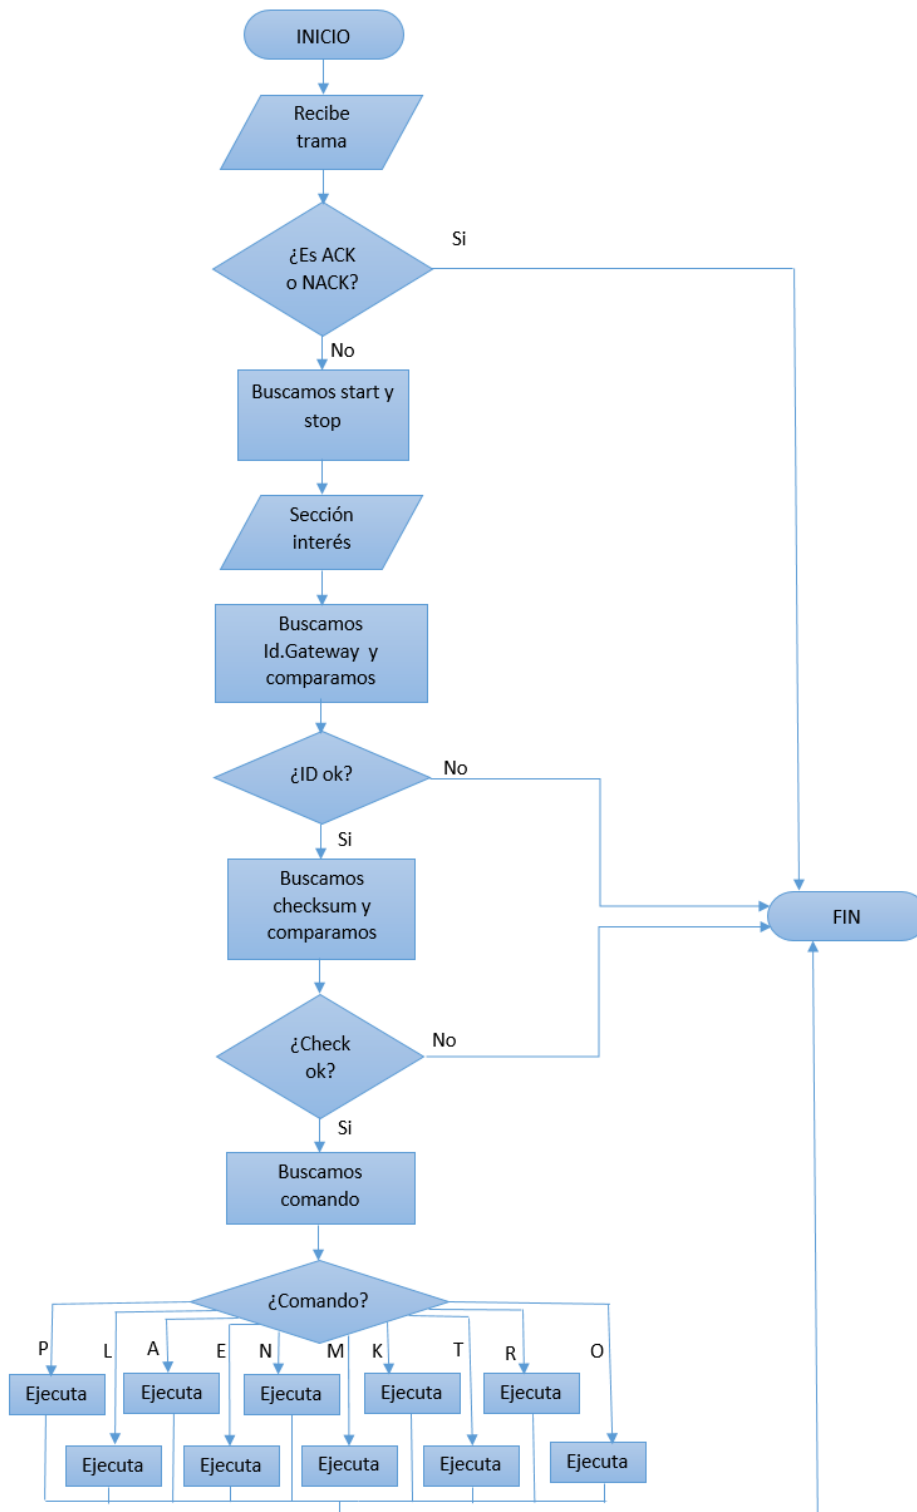 INICIO
Recibe
trama
¿Es ACK
o NACK?
Si
No
Buscamos start y
stop
Sección
interés
Buscamos
Id.Gateway y
comparamos
¿ID ok?
No
Si
Buscamos
checksum y
comparamos
FIN
¿Check
ok?
No
Si
Buscamos
comando
¿Comando?
P L A E N M K T R O
Ejecuta Ejecuta Ejecuta Ejecuta Ejecuta
Ejecuta Ejecuta Ejecuta Ejecuta Ejecuta